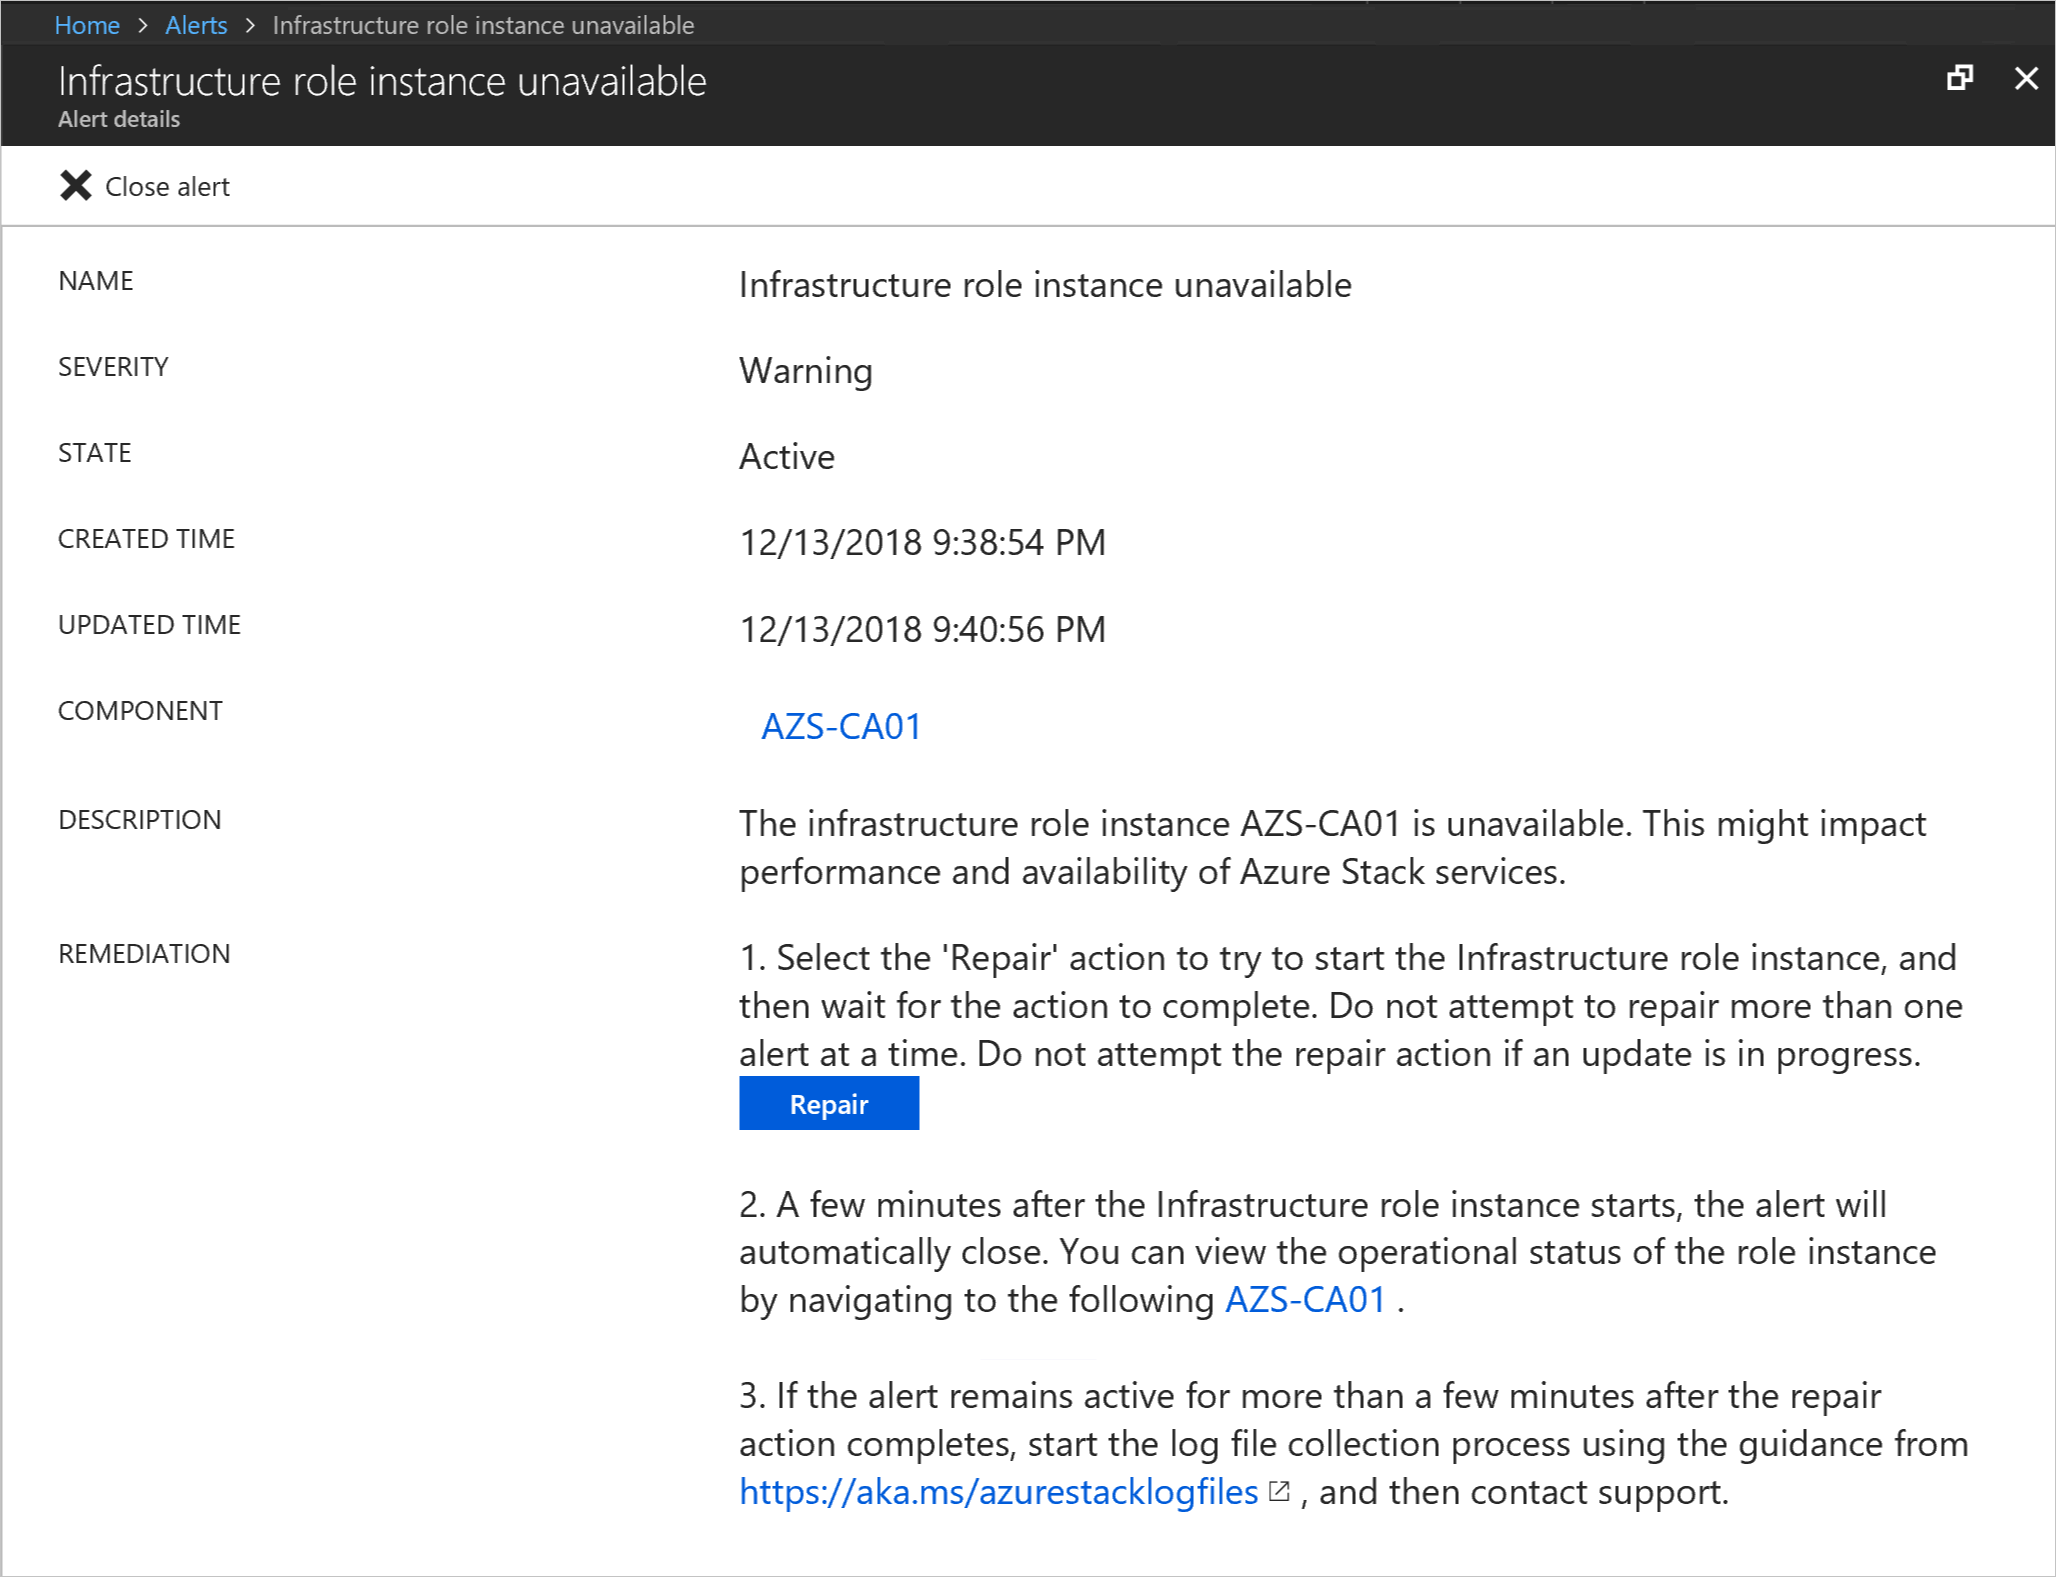 Home > Alerts > Infrastructure role instance unavailable
Infrastructure role instance unavailable
Alert details
Close alert
NAME Infrastructure role instance unavailable
SEVERITY Warning
STATE Active
CREATED TIME 12/13/2018 9:38:54 PM
UPDATED TIME 12/13/2018 9:40:56 PM
COMPONENT AZS-CA01
DESCRIPTION The infrastructure role instance AZS-CA01 is unavailable. This might impact
performance and availability of Azure Stack services.
REMEDIATION 1. Select the 'Repair' action to try to start the Infrastructure role instance, and
then wait for the action to complete. Do not attempt to repair more than one
alert at a time. Do not attempt the repair action if an update is in progress.
Repair
2. A few minutes after the Infrastructure role instance starts, the alert will
automatically close. You can view the operational status of the role instance
by navigating to the following AZS-CA01 .
3. If the alert remains active for more than a few minutes after the repair
action completes, start the log file collection process using the guidance from
https://aka.ms/azurestacklogfiles , and then contact support.